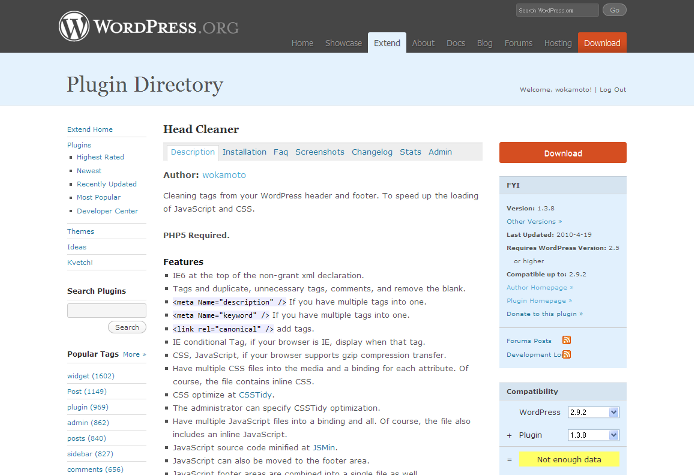 WORDPRESS.ORG
Search WordPress.org
Go
Home Showcase Extend About Docs Blog Forums Hosting Download
Plugin Directory
Welcome, wokamoto! | Log Out
Extend Home
Plugins
Highest Rated
Newest
Recently Updated
Most Popular
Developer Center
Themes
Ideas
Kvetch!
Search Plugins
Search
Popular Tags More »
widget (1602)
Post (1149)
plugin (959)
admin (862)
posts (840)
sidebar (827)
comments (656)
Head Cleaner
Description Installation Faq Screenshots Changelog Stats Admin
Author: wokamoto
Cleaning tags from your WordPress header and footer. To speed up the loading
of JavaScript and CSS.
PHP5 Required.
Features
IE6 at the top of the non-grant xml declaration.
Tags and duplicate, unnecessary tags, comments, and remove the blank.
<meta Name="description" /> If you have multiple tags into one.
<meta Name="keyword" /> If you have multiple tags into one.
<link rel="canonical" /> add tags.
IE conditional Tag, if your browser is IE, display when that tag.
CSS, JavaScript, if your browser supports gzip compression transfer.
Have multiple CSS files into the media and a binding for each attribute. Of
course, the file contains inline CSS.
CSS optimize at CSSTidy.
The administrator can specify CSSTidy optimization.
Have multiple JavaScript files into a binding and all. Of course, the file also
includes an inline JavaScript.
JavaScript source code minified at JSMin.
JavaScript can also be moved to the footer area.
JavaScript footer areas are combined into a single file as well.
Download
FYI
Version: 1.3.8
Other Versions »
Last Updated: 2010-4-19
Requires WordPress Version: 2.5
or higher
Compatible up to: 2.9.2
Author Homepage »
Plugin Homepage »
Donate to this plugin »
Forums Posts
Development Lo
Compatibility
WordPress 2.9.2
+ Plugin 1.3.8
= Not enough data